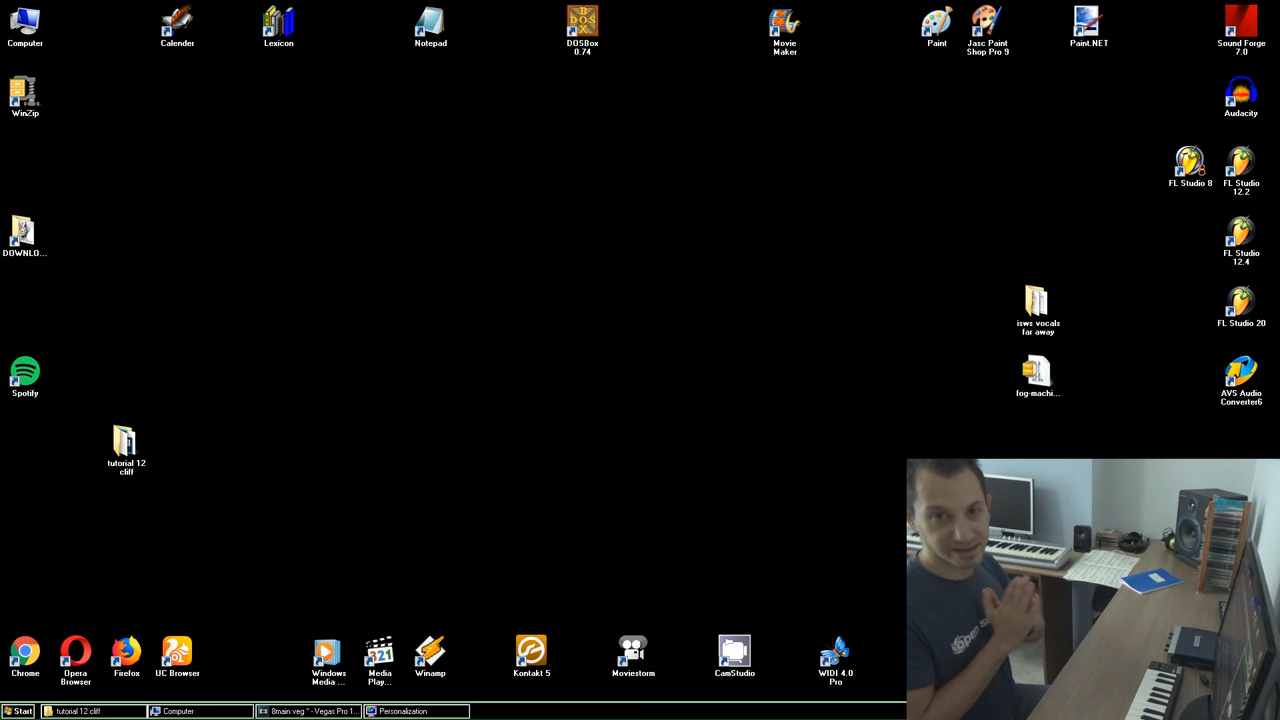 Computer
Calender
Lexicon
Notepad
DOSBox
0.74
Movie
Maker
Paint
Jasc Paint
Shop Pro 9
Paint.NET
Sound Forge
7.0
WinZip
Audacity
FL Studio 8
FL Studio
12.2
DOWNLO...
FL Studio
12.4
isws vocals
far away
FL Studio 20
Spotify
fog-machi...
AVS Audio
Converter6
tutorial 12
cliff
Chrome
Opera
Browser
Firefox
UC Browser
Windows
Media ...
Media
Play...
Winamp
Kontakt 5
Moviestorm
CamStudio
WIDI 4.0
Pro
Start
tutorial 12 cliff
Computer
8main.veg * - Vegas Pro 1...
Personalization